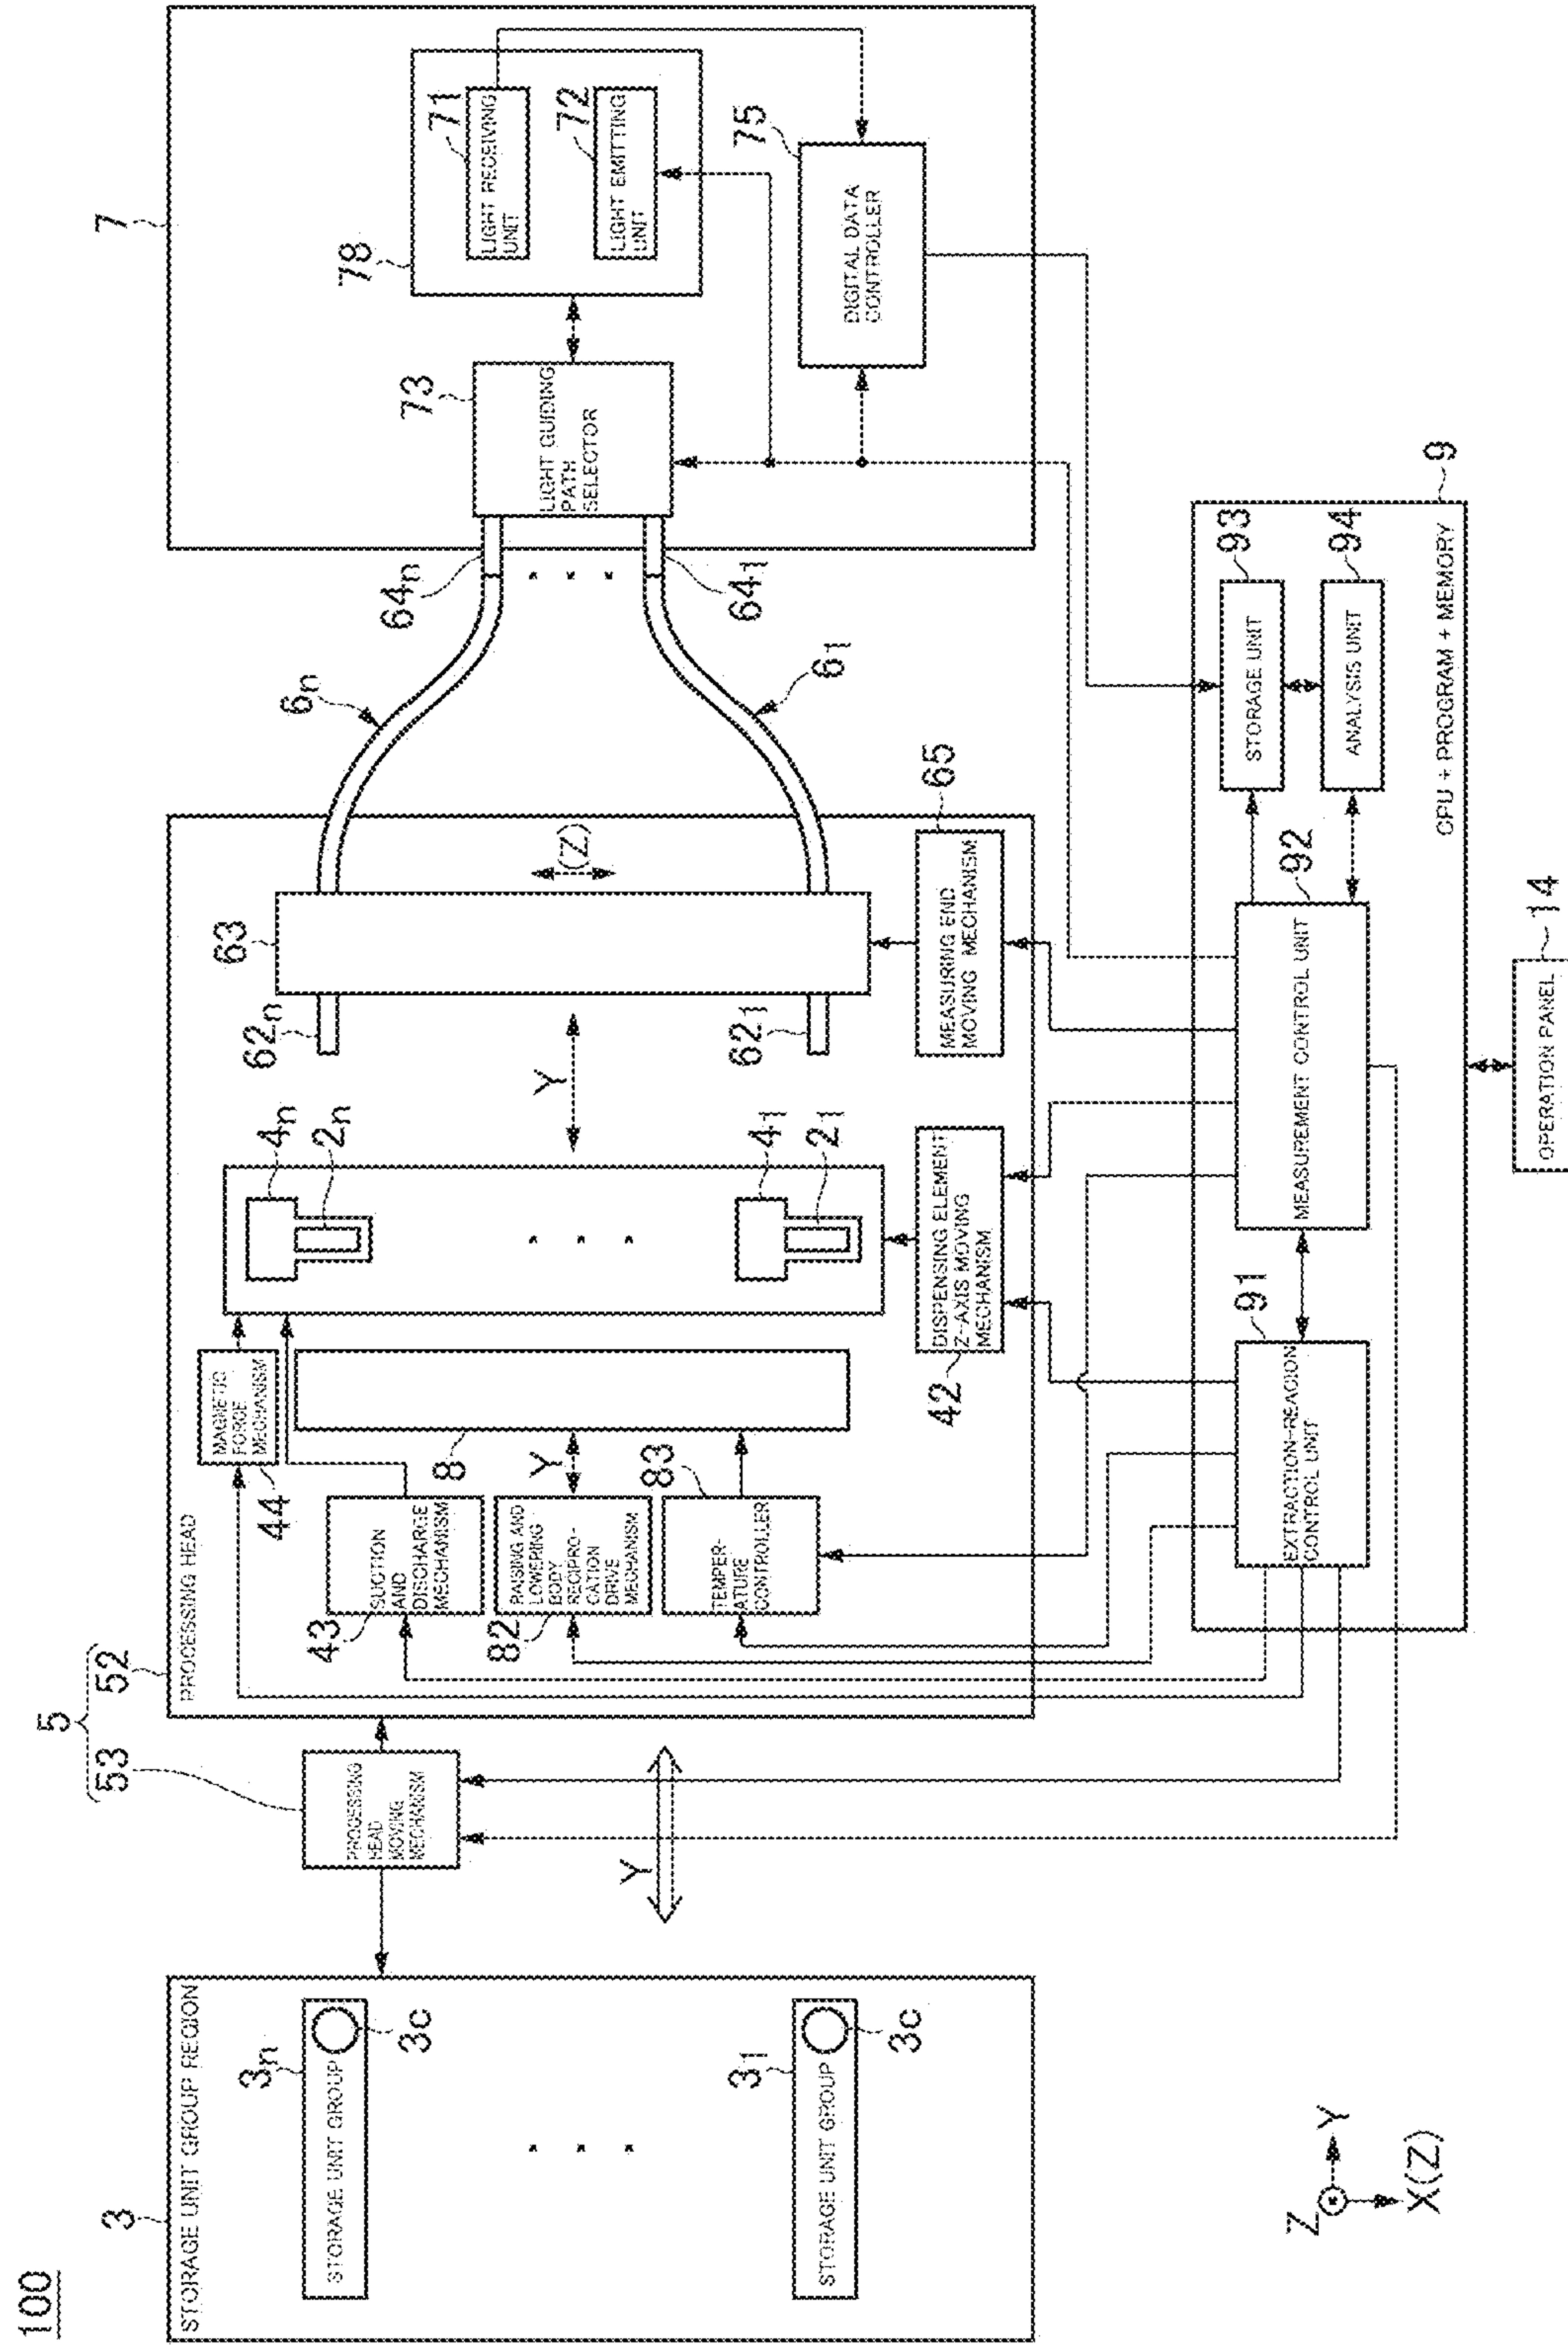 100
3
STORAGE UNIT GROUP REGION
3n
STORAGE UNIT GROUP
3c
31
STORAGE UNIT GROUP
3c
5
53
52
PROCESSING
HEAD
MOVING
MECHANISM
Y
PROCESSING HEAD
MAGNETIC
FORCE
MECHANISM
44
43
SUCTION
AND
DISCHARGE
MECHANISM
82
RAISING AND
LOWERING
BODY
RECIPRO-
CATION
DRIVE
MECHANISM
83
TEMPER-
ATURE
CONTROLLER
8
Y
4n
2n
41
21
42
DISPENSING ELEMENT
Z-AXIS MOVING
MECHANISM
Y
62n
621
63
(Z)
65
MEASURING END
MOVING MECHANISM
6n
61
64n
641
7
73
LIGHT GUIDING
PATH
SELECTOR
78
71
LIGHT RECEIVING
UNIT
72
LIGHT EMITTING
UNIT
75
DIGITAL DATA
CONTROLLER
9
91
EXTRACTION-REACION
CONTROL UNIT
92
MEASUREMENT CONTROL UNIT
93
STORAGE UNIT
94
ANALYSIS UNIT
CPU + PROGRAM + MEMORY
OPERATION PANEL
14
Z
Y
X(Z)